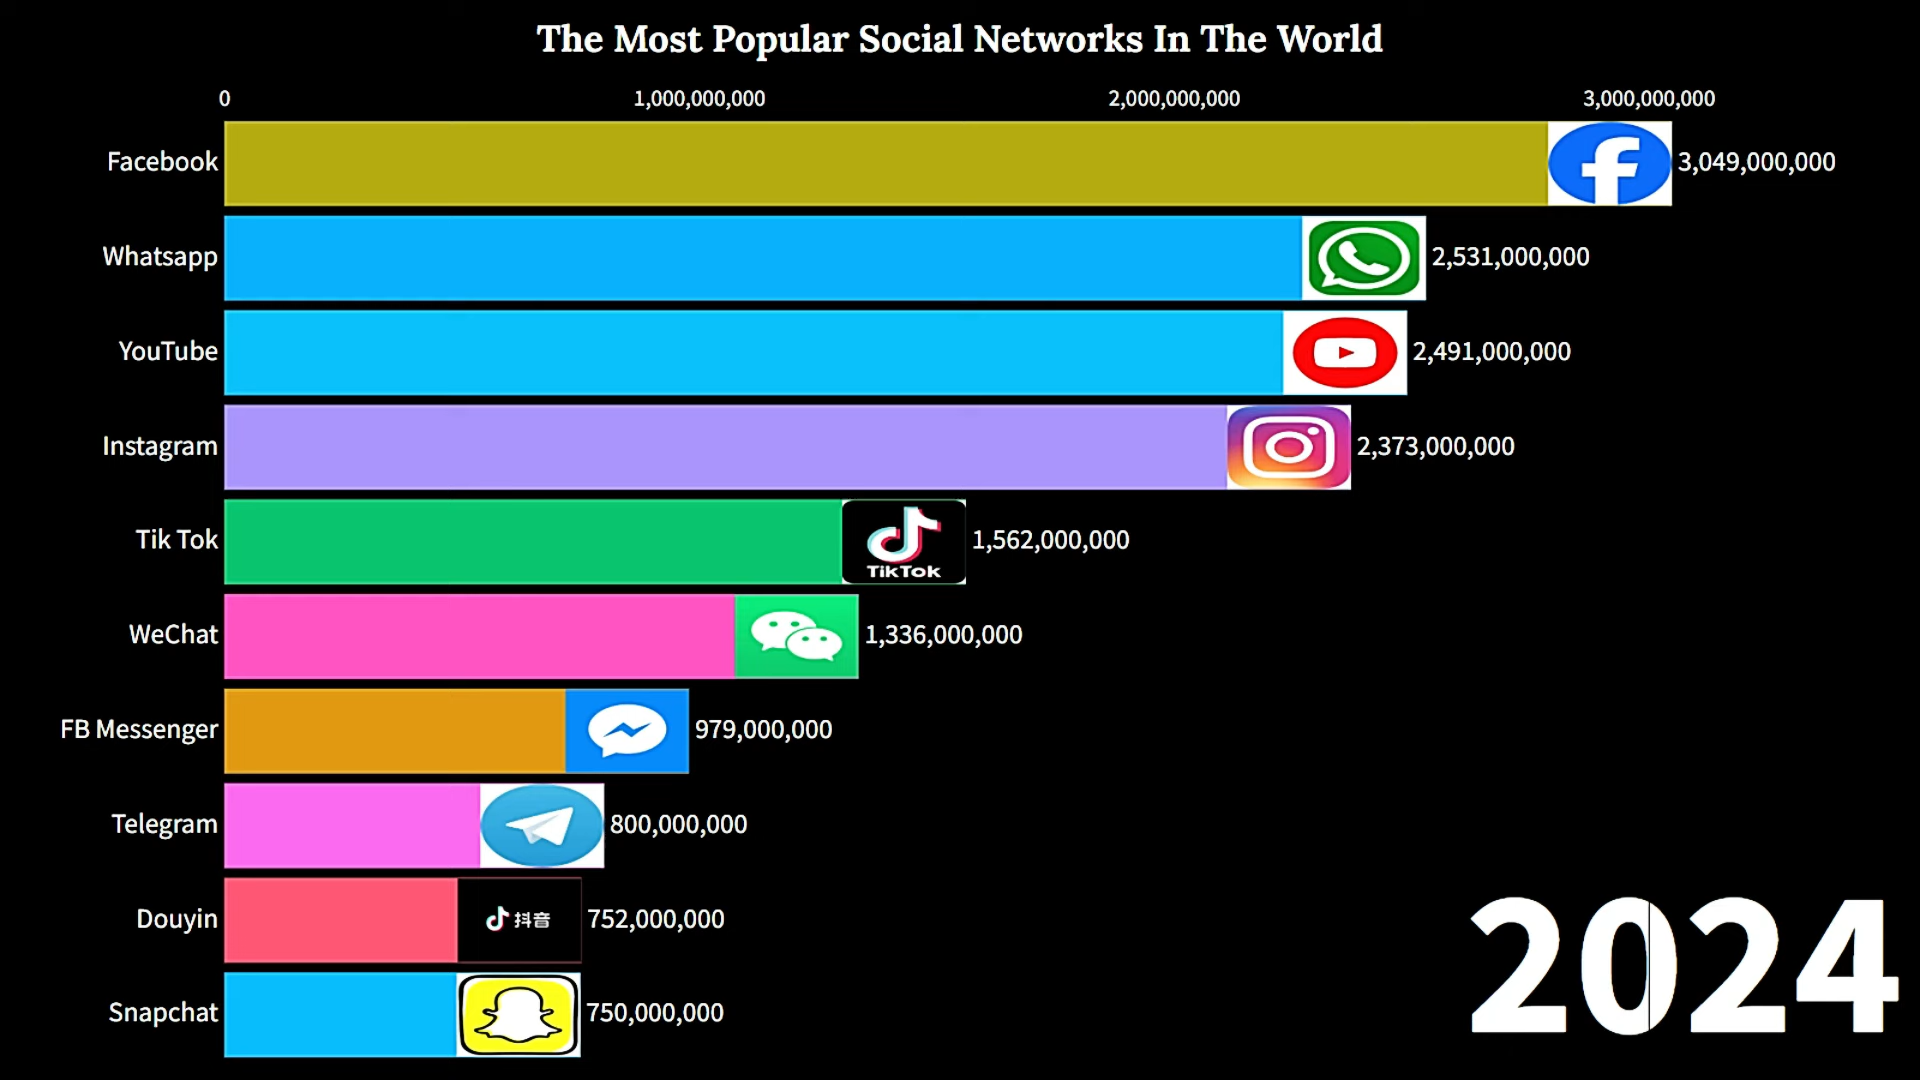 The Most Popular Social Networks In The World
0 1,000,000,000 2,000,000,000 3,000,000,000
Facebook 3,049,000,000
Whatsapp 2,531,000,000
YouTube 2,491,000,000
Instagram 2,373,000,000
Tik Tok 1,562,000,000
TikTok
WeChat 1,336,000,000
FB Messenger 979,000,000
Telegram 800,000,000
Douyin 抖音 752,000,000
Snapchat 750,000,000
2024